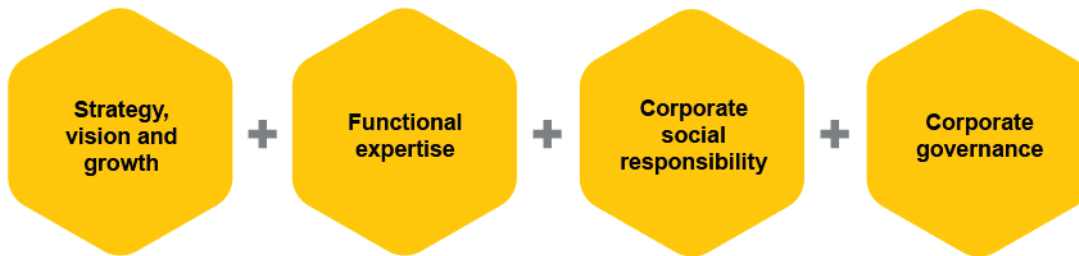 Strategy,
vision and
growth
Functional
expertise
Corporate
social
responsibility
Corporate
governance